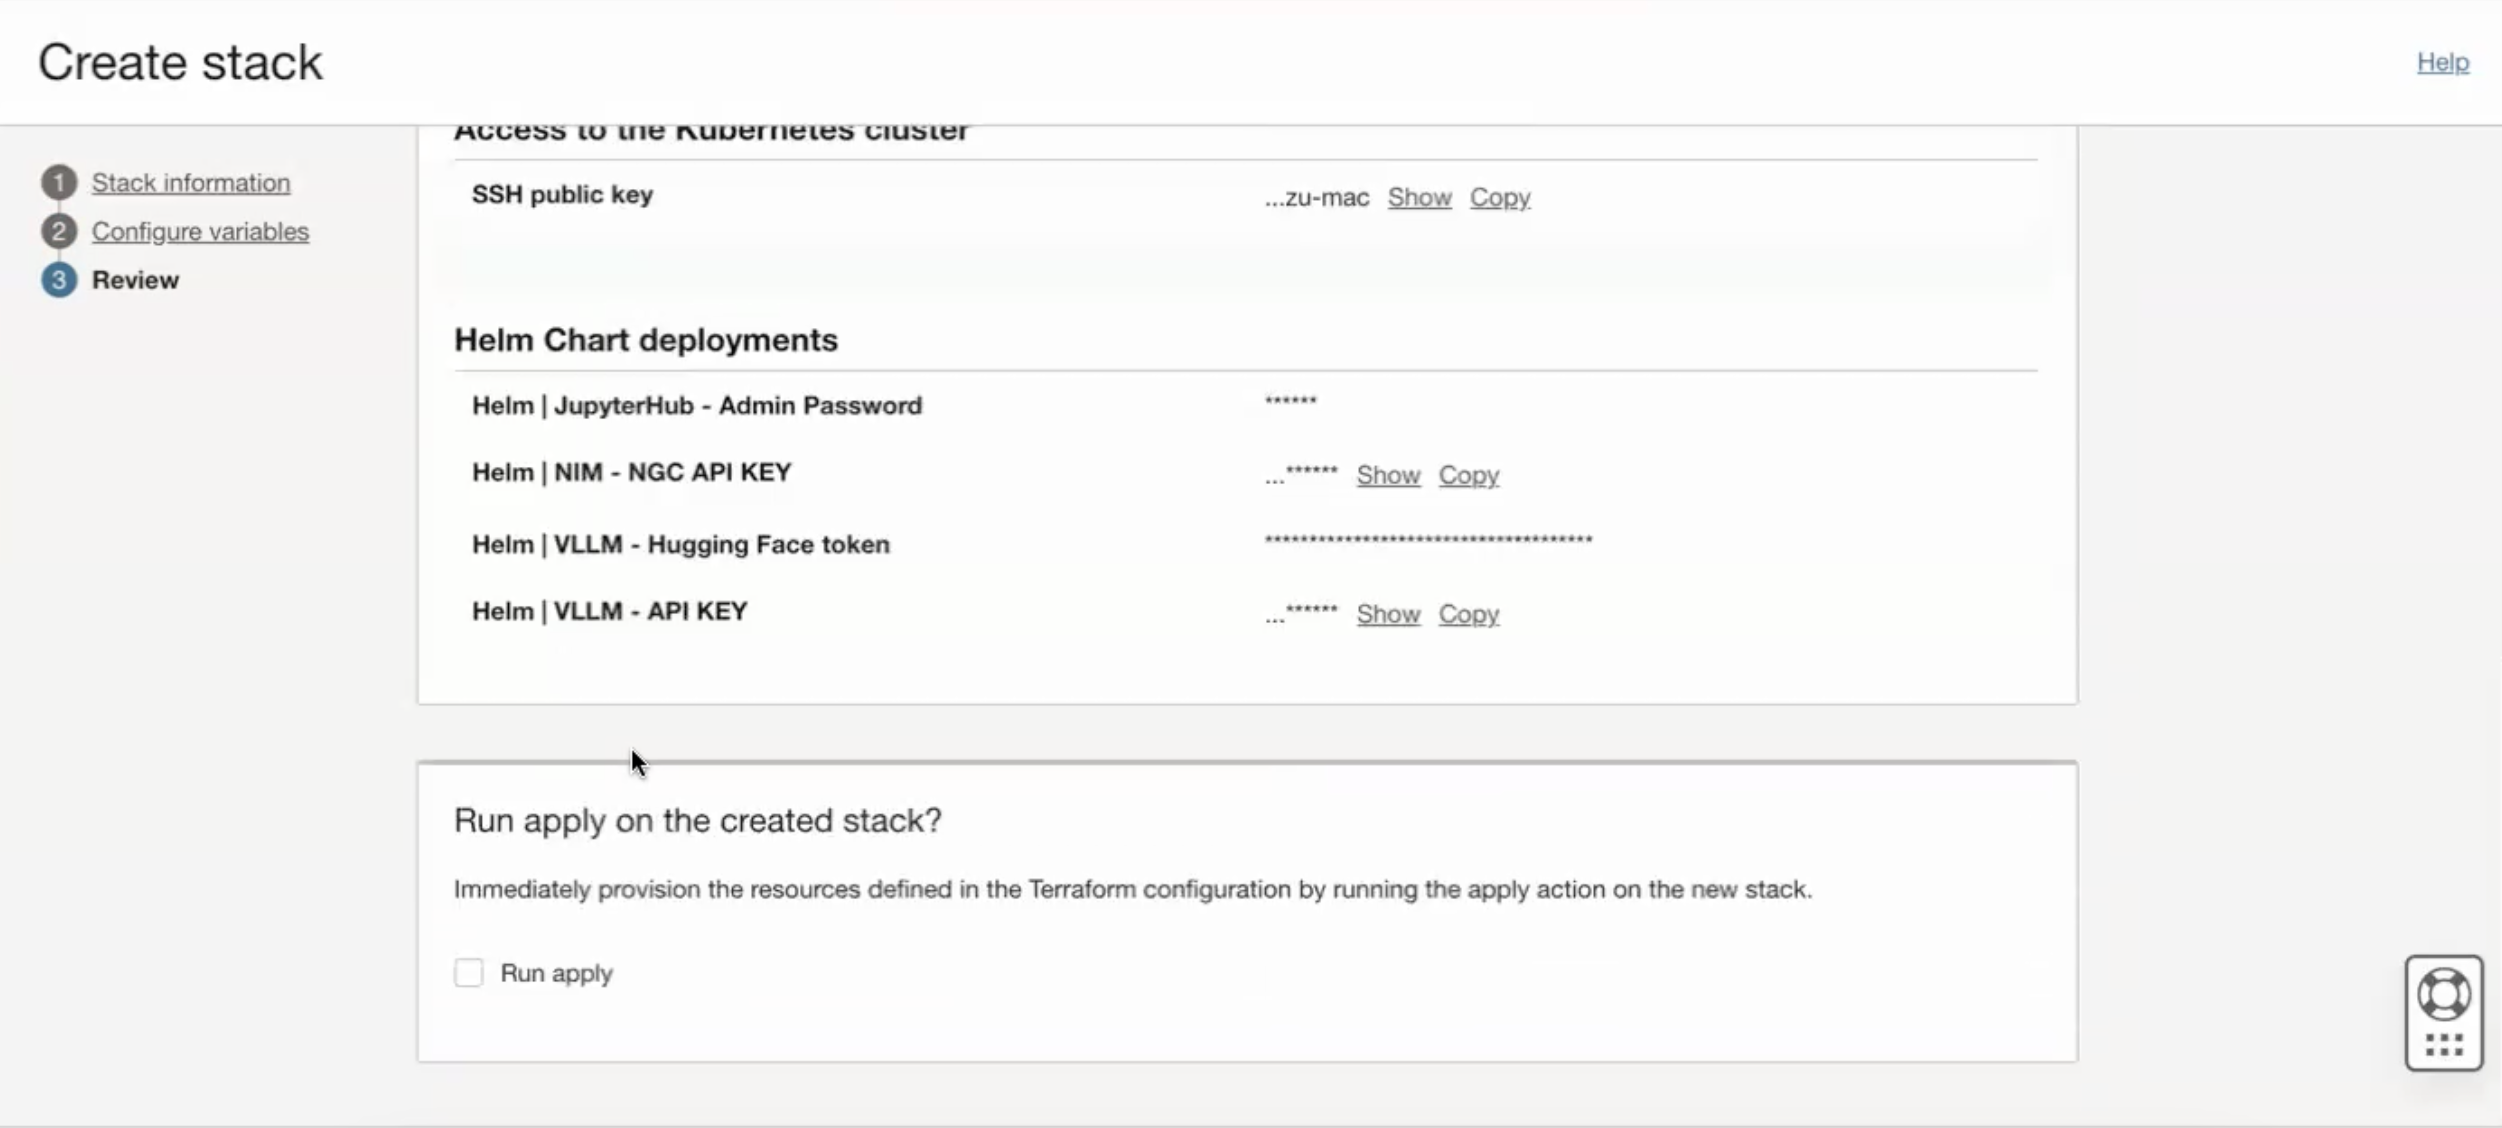 Create stack
Help
Access to the Kubernetes cluster
1 Stack information
SSH public key ...zu-mac Show Copy
2 Configure variables
3 Review
Helm Chart deployments
Helm | JupyterHub - Admin Password ******
Helm | NIM - NGC API KEY ...****** Show Copy
Helm | VLLM - Hugging Face token *************************************
Helm | VLLM - API KEY ...****** Show Copy
Run apply on the created stack?
Immediately provision the resources defined in the Terraform configuration by running the apply action on the new stack.
Run apply